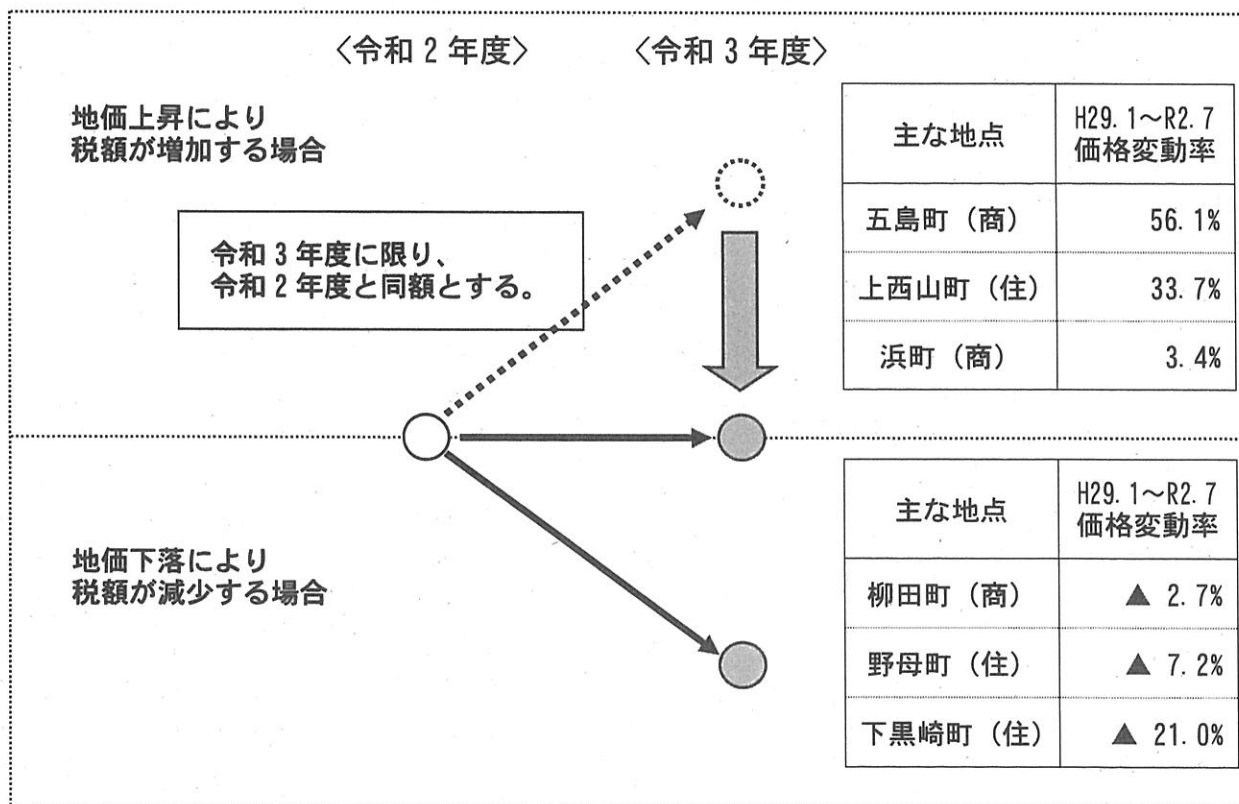 〈令和2年度〉 〈令和3年度〉
地価上昇により
税額が増加する場合
令和3年度に限り、
令和2年度と同額とする。
主な地点 H29.1～R2.7
価格変動率
五島町(商) 56.1%
上西山町(住) 33.7%
浜町(商) 3.4%
地価下落により
税額が減少する場合
主な地点 H29.1～R2.7
価格変動率
柳田町(商) ▲ 2.7%
野母町(住) ▲ 7.2%
下黒崎町(住) ▲ 21.0%